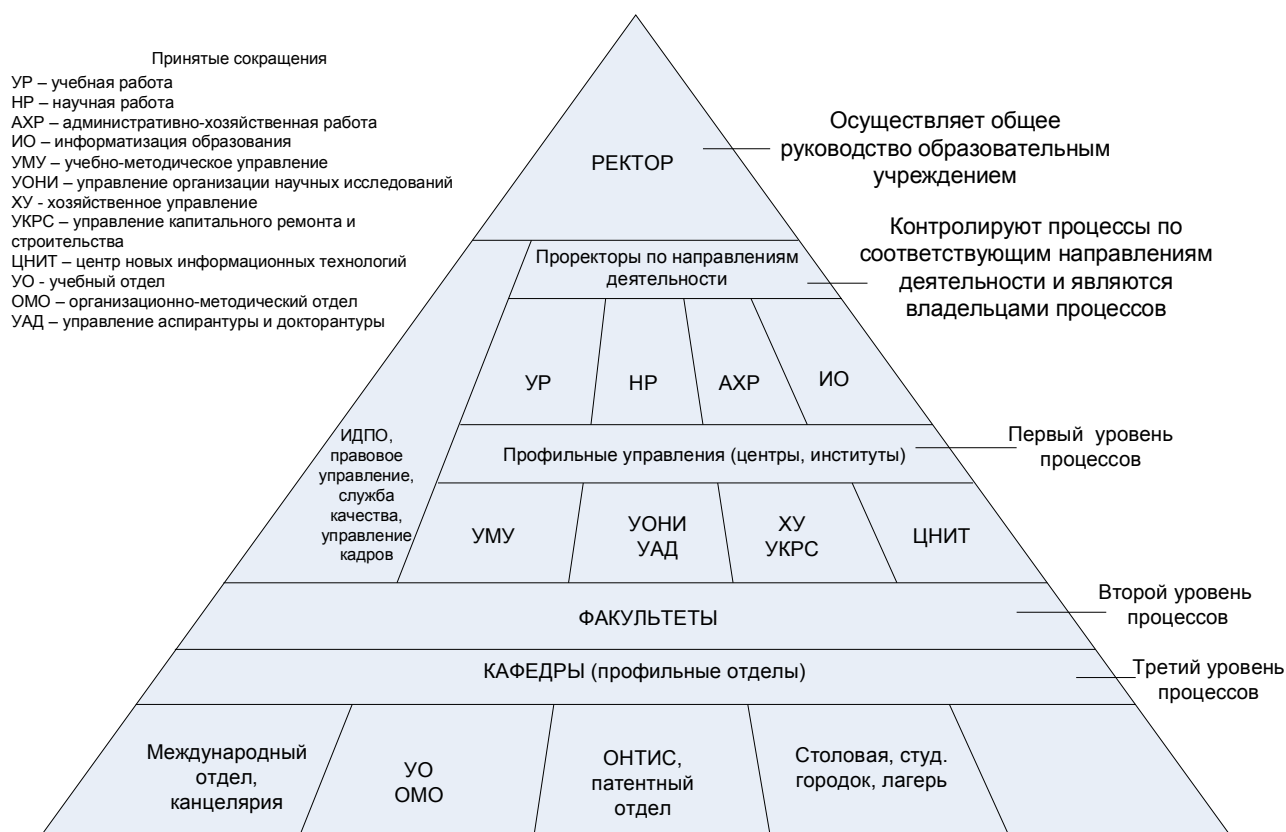 Принятые сокращения
УР – учебная работа
НР – научная работа
АХР – административно-хозяйственная работа
ИО – информатизация образования
УМУ – учебно-методическое управление
УОНИ – управление организации научных исследований
ХУ - хозяйственное управление
УКРС – управление капитального ремонта и
строительства
ЦНИТ – центр новых информационных технологий
УО - учебный отдел
ОМО – организационно-методический отдел
УАД – управление аспирантуры и докторантуры
РЕКТОР
Осуществляет общее
руководство образовательным
учреждением
Проректоры по направлениям
деятельности
Контролируют процессы по
соответствующим направлениям
деятельности и являются
владельцами процессов
УР
НР
АХР
ИО
ИДПО,
правовое
управление,
служба
качества,
управление
кадров
Профильные управления (центры, институты)
Первый уровень
процессов
УМУ
УОНИ
УАД
ХУ
УКРС
ЦНИТ
ФАКУЛЬТЕТЫ
Второй уровень
процессов
КАФЕДРЫ (профильные отделы)
Третий уровень
процессов
Международный
отдел,
канцелярия
УО
ОМО
ОНТИС,
патентный
отдел
Столовая, студ.
городок, лагерь